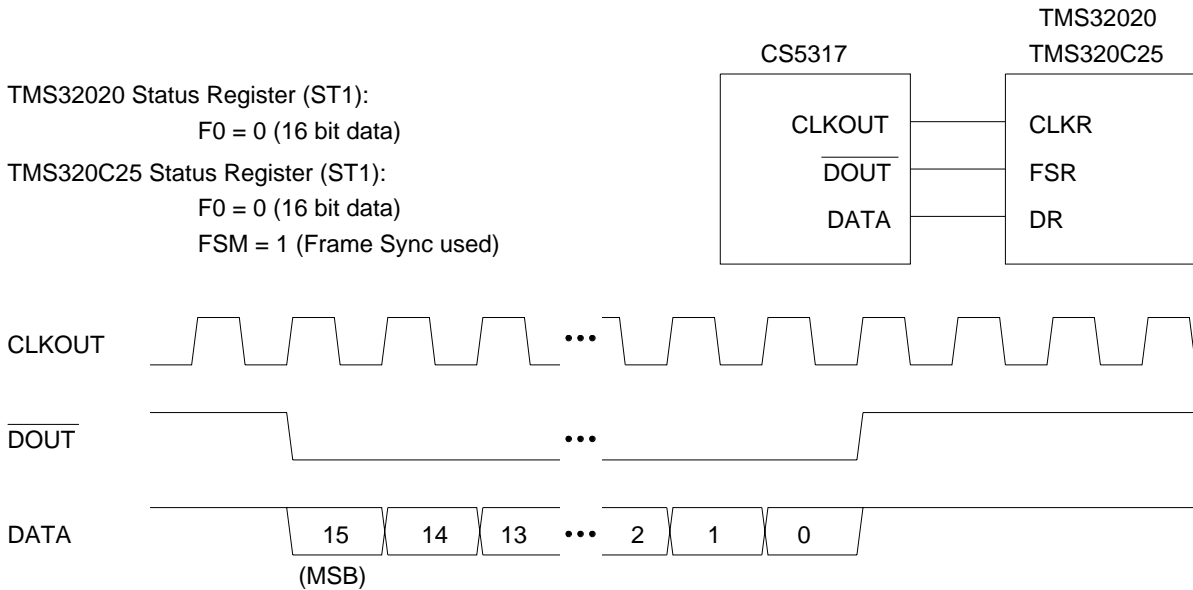 TMS32020
CS5317 TMS320C25
TMS32020 Status Register (ST1):
F0 = 0 (16 bit data)
TMS320C25 Status Register (ST1):
F0 = 0 (16 bit data)
FSM = 1 (Frame Sync used)
CLKOUT CLKR
DOUT FSR
DATA DR
CLKOUT •••
DOUT •••
DATA 15 14 13 ••• 2 1 0
(MSB)